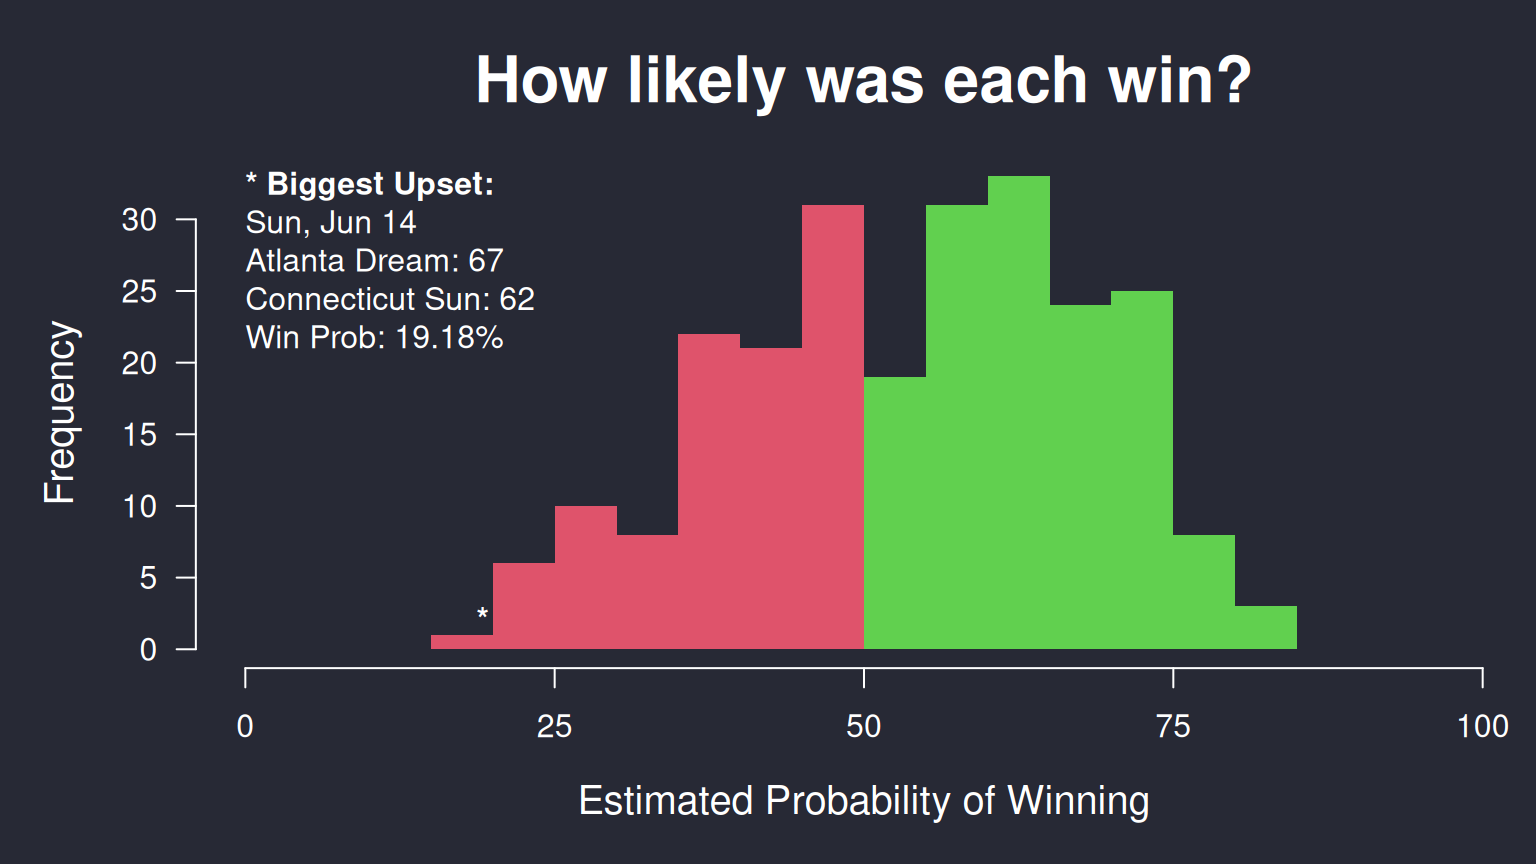 How likely was each win?
* Biggest Upset:
Sun, Jun 14
Atlanta Dream: 67
Connecticut Sun: 62
Win Prob: 19.18%
Frequency
30
25
20
15
10
5
0
*
0
25
50
75
100
Estimated Probability of Winning